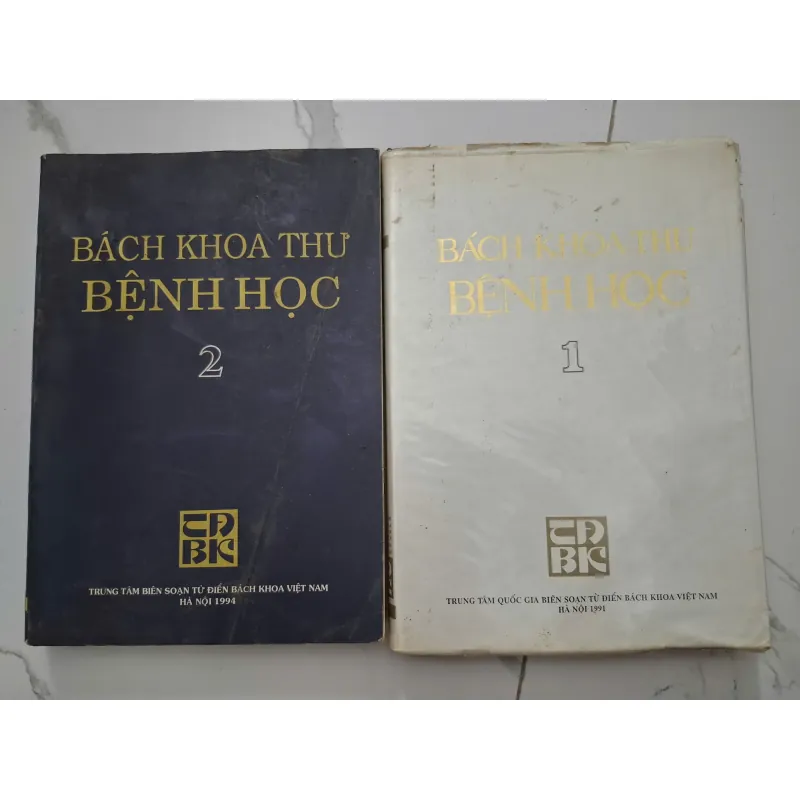 BÁCH KHOA THƯ
BỆNH HỌC
2
TĐ
BK
TRUNG TÂM BIÊN SOẠN TỪ ĐIỂN BÁCH KHOA VIỆT NAM
HÀ NỘI 1994
BÁCH KHOA THƯ
BỆNH HỌC
1
TĐ
BK
TRUNG TÂM QUỐC GIA BIÊN SOẠN TỪ ĐIỂN BÁCH KHOA VIỆT NAM
HÀ NỘI 1991